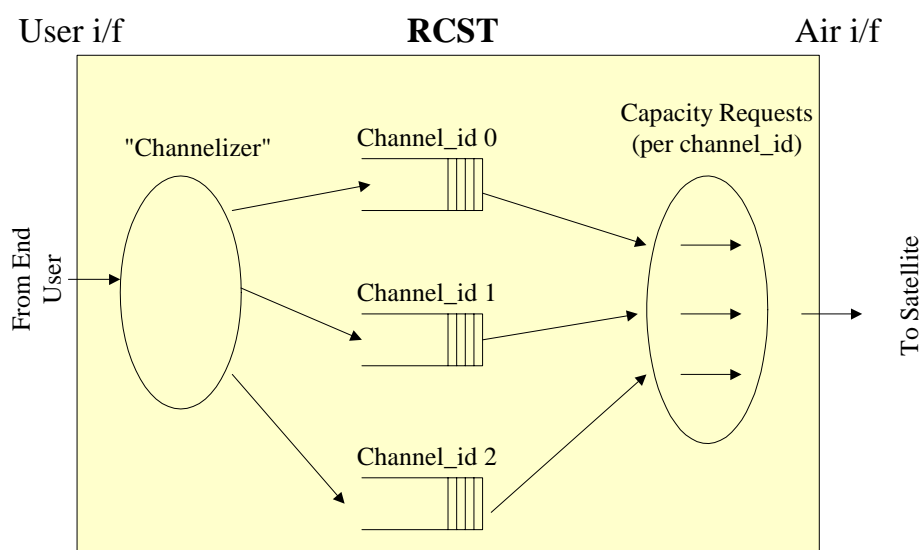 User i/f
RCST
Air i/f
Capacity Requests
(per channel_id)
"Channelizer"
Channel_id 0
From End
User
Channel_id 1
To Satellite
Channel_id 2